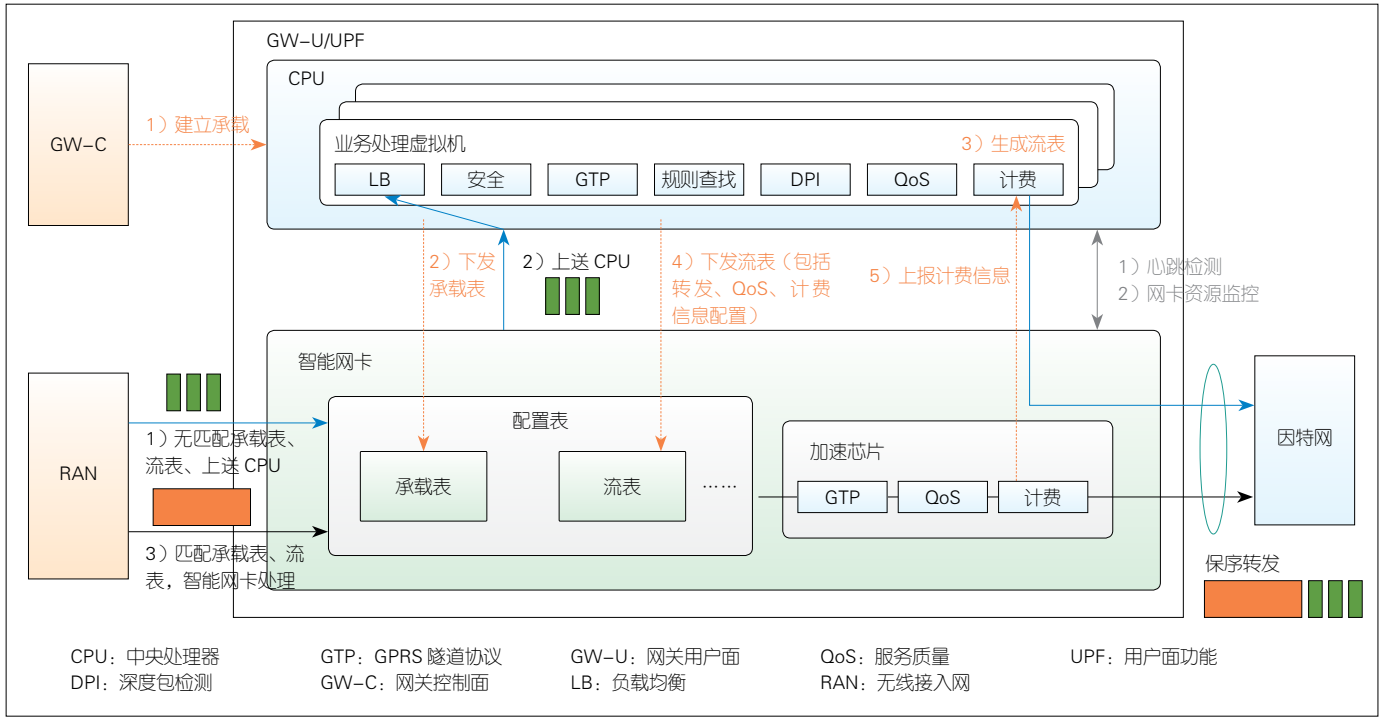 GW-U/UPF
CPU
GW-C
1）建立承载
业务处理虚拟机
3）生成流表
LB
安全
GTP
规则查找
DPI
QoS
计费
2）下发
承载表
2）上送 CPU
4）下发流表（包括
转发、QoS、计费
信息配置）
5）上报计费信息
1）心跳检测
2）网卡资源监控
智能网卡
RAN
1）无匹配承载表、
流表、上送 CPU
3）匹配承载表、流
表，智能网卡处理
配置表
承载表
流表
……
加速芯片
GTP
QoS
计费
因特网
保序转发
CPU：中央处理器
GTP：GPRS 隧道协议
GW-U：网关用户面
QoS：服务质量
UPF：用户面功能
DPI：深度包检测
GW-C：网关控制面
LB：负载均衡
RAN：无线接入网